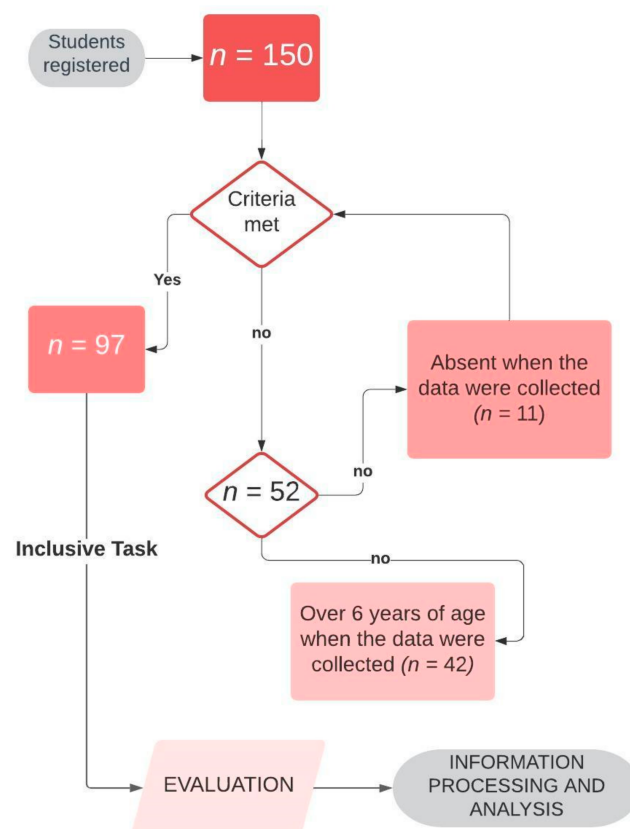 Students
registered
n = 150
Criteria
met
Yes
n = 97
no
Absent when the
data were collected
(n = 11)
no
n = 52
Inclusive Task
no
Over 6 years of age
when the data were
collected (n = 42)
EVALUATION
INFORMATION
PROCESSING AND
ANALYSIS